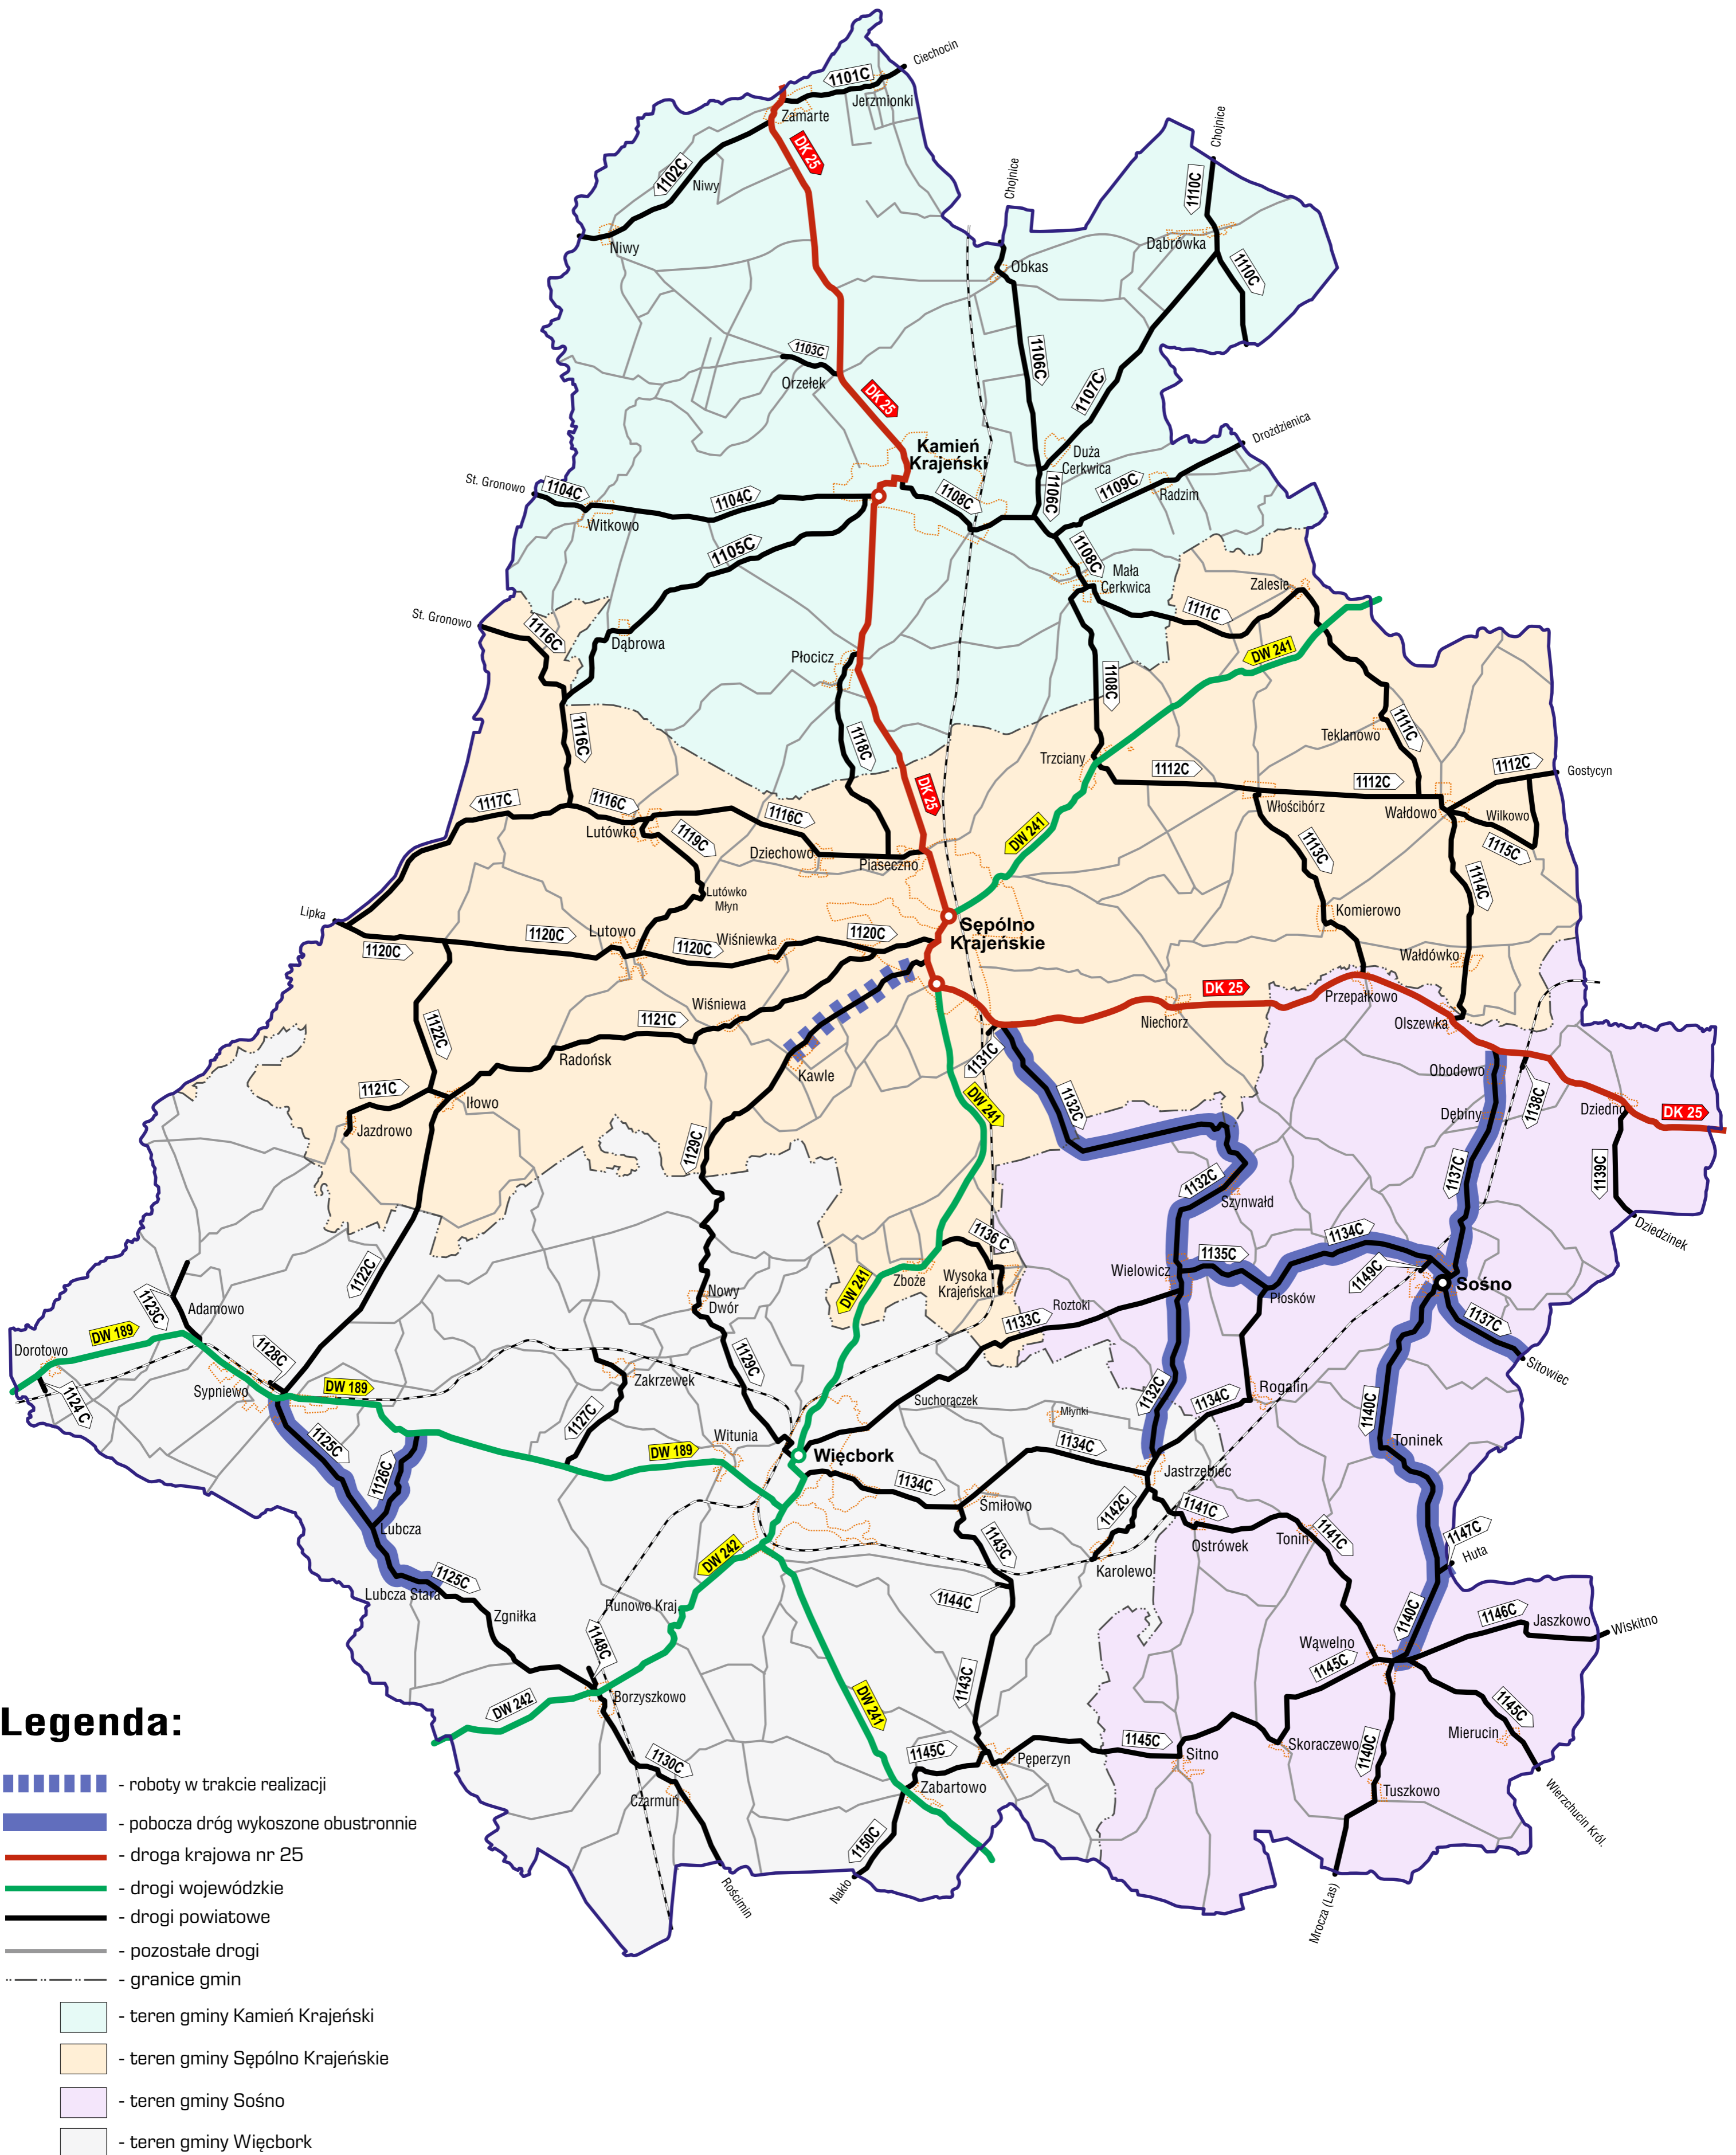 Ciechocin
1101C
Jerzmionki
Zamarte
DK 25
1102C
Niwy
Niwy
Chojnice
Chojnice
1110C
Dąbrówka
1110C
Obkas
1106C
1107C
1103C
Orzełek
DK 25
Kamień
Krajeński
Duża
Cerkwica
Drożdzienica
1109C
Radzim
1106C
St. Gronowo
1104C
1104C
Witkowo
1108C
1105C
1108C
Mała
Cerkwica
Zalesie
1111C
St. Gronowo
1116C
Dąbrowa
Płocicz
DW 241
1108C
1116C
1118C
Teklanowo
1111C
Trzciany
1112C
1112C
1112C
Gostycyn
DK 25
1117C
1116C
Lutówko
1116C
1119C
Dziechowo
Piaseczno
DW 241
Włościbórz
Wałdowo
Wilkowo
1115C
1113C
1114C
Lutówko
Młyn
Komierowo
Lipka
1120C
1120C
Lutowo
1120C
Wiśniewka
1120C
Sępólno
Krajeńskie
Wałdówko
DK 25
Przepałkowo
Niechorz
Olszewka
Wiśniewa
1121C
1122C
Radońsk
Kawle
1131C
1132C
DW 241
Obodowo
Dębiny
1138C
Dziedno
DK 25
1121C
Iłowo
Jazdrowo
1129C
1137C
1139C
1132C
Szynwałd
Dziedzinek
1136 C
1134C
1135C
1149C
Wielowicz
Płosków
Sośno
Zboże
Wysoka
Krajeńska
DW 241
Roztoki
1133C
1137C
Sitowiec
1122C
1123C
Adamowo
DW 189
Dorotowo
1124 C
1128C
Sypniewo
DW 189
Nowy
Dwór
1129C
Zakrzewek
1127C
Suchorączek
Młynki
1132C
1134C
Rogalin
1140C
Toninek
1125C
1126C
Witunia
DW 189
Więcbork
1134C
1134C
Jastrzębiec
Śmiłowo
1142C
1141C
Ostrówek
Tonin
1141C
1147C
Huta
Lubcza
1125C
Lubcza Stara
Zgniłka
DW 242
Runowo Kraj.
1143C
1144C
Karolewo
1140C
1146C
Jaszkowo
Wiskitno
Wąwelno
1145C
1148C
Borzyszkowo
DW 242
DW 241
1143C
1145C
Mierucin
1130C
Czarmuń
1145C
Pęperzyn
1145C
Sitno
Skoraczewo
1140C
Tuszkowo
Zabartowo
1150C
Nakło
Rościmin
Mrocza (Las)
Wierzchucin Król.
Legenda:
- roboty w trakcie realizacji
- pobocza dróg wykoszone obustronnie
- droga krajowa nr 25
- drogi wojewódzkie
- drogi powiatowe
- pozostałe drogi
- granice gmin
- teren gminy Kamień Krajeński
- teren gminy Sępólno Krajeńskie
- teren gminy Sośno
- teren gminy Więcbork